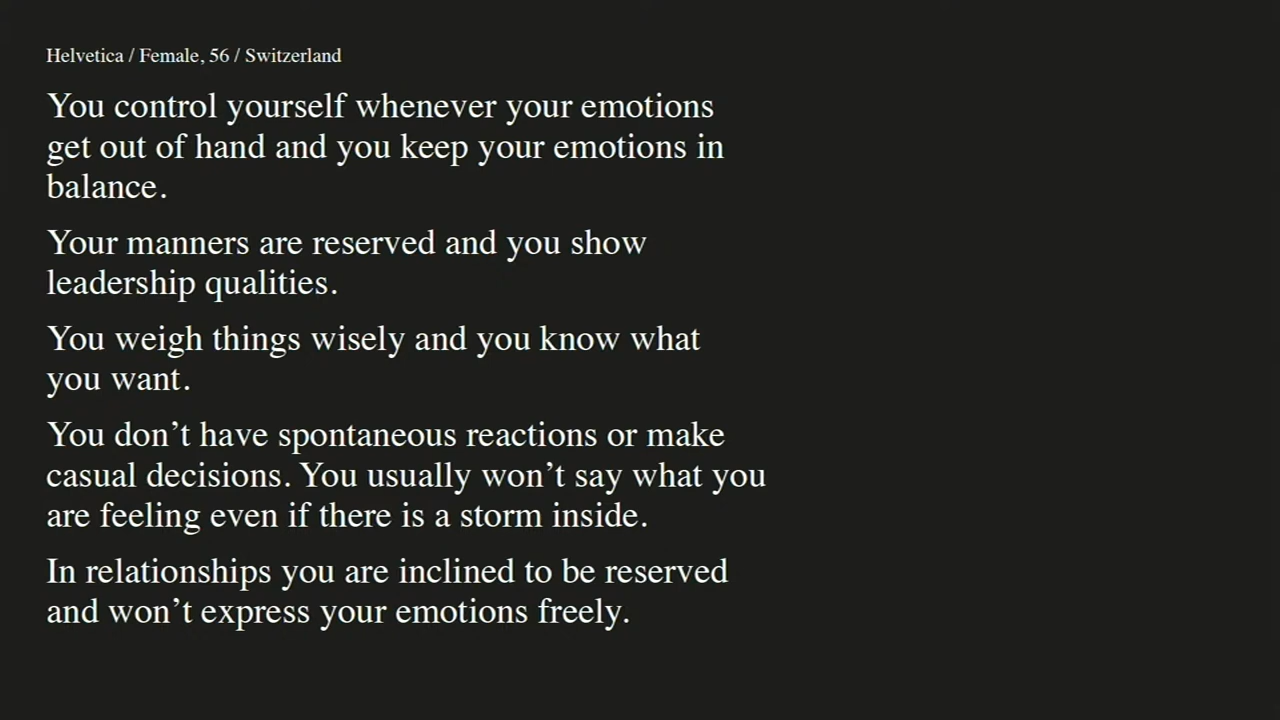 Helvetica / Female, 56 / Switzerland
You control yourself whenever your emotions
get out of hand and you keep your emotions in
balance.
Your manners are reserved and you show
leadership qualities.
You weigh things wisely and you know what
you want.
You don’t have spontaneous reactions or make
casual decisions. You usually won’t say what you
are feeling even if there is a storm inside.
In relationships you are inclined to be reserved
and won’t express your emotions freely.